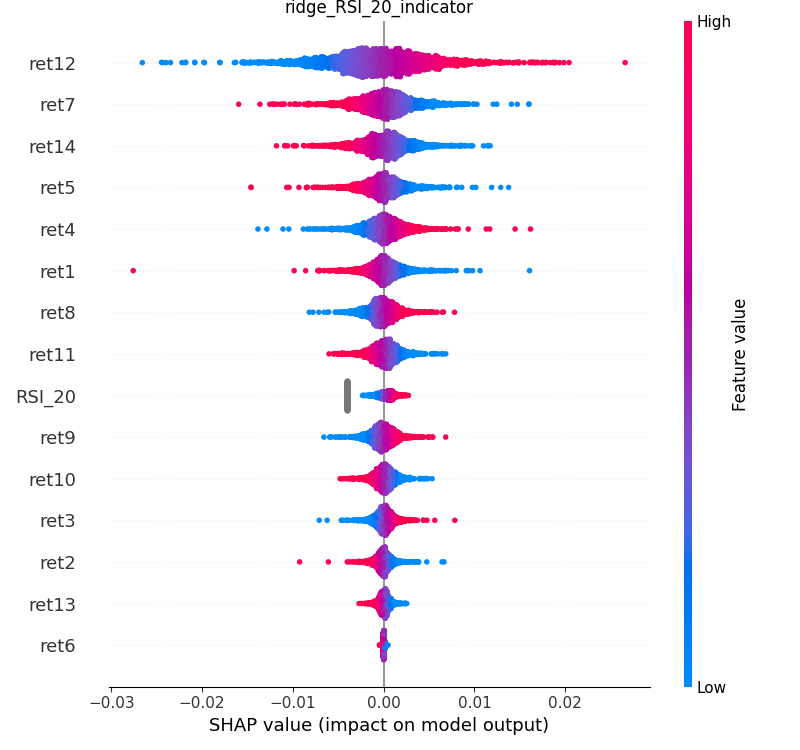 ridge_RSI_20_indicator
High
ret12
ret7
ret14
ret5
ret4
ret1
ret8
ret11
RSI_20
ret9
ret10
ret3
ret2
ret13
ret6
Feature value
Low
−0.03 −0.02 −0.01 0.00 0.01 0.02
SHAP value (impact on model output)